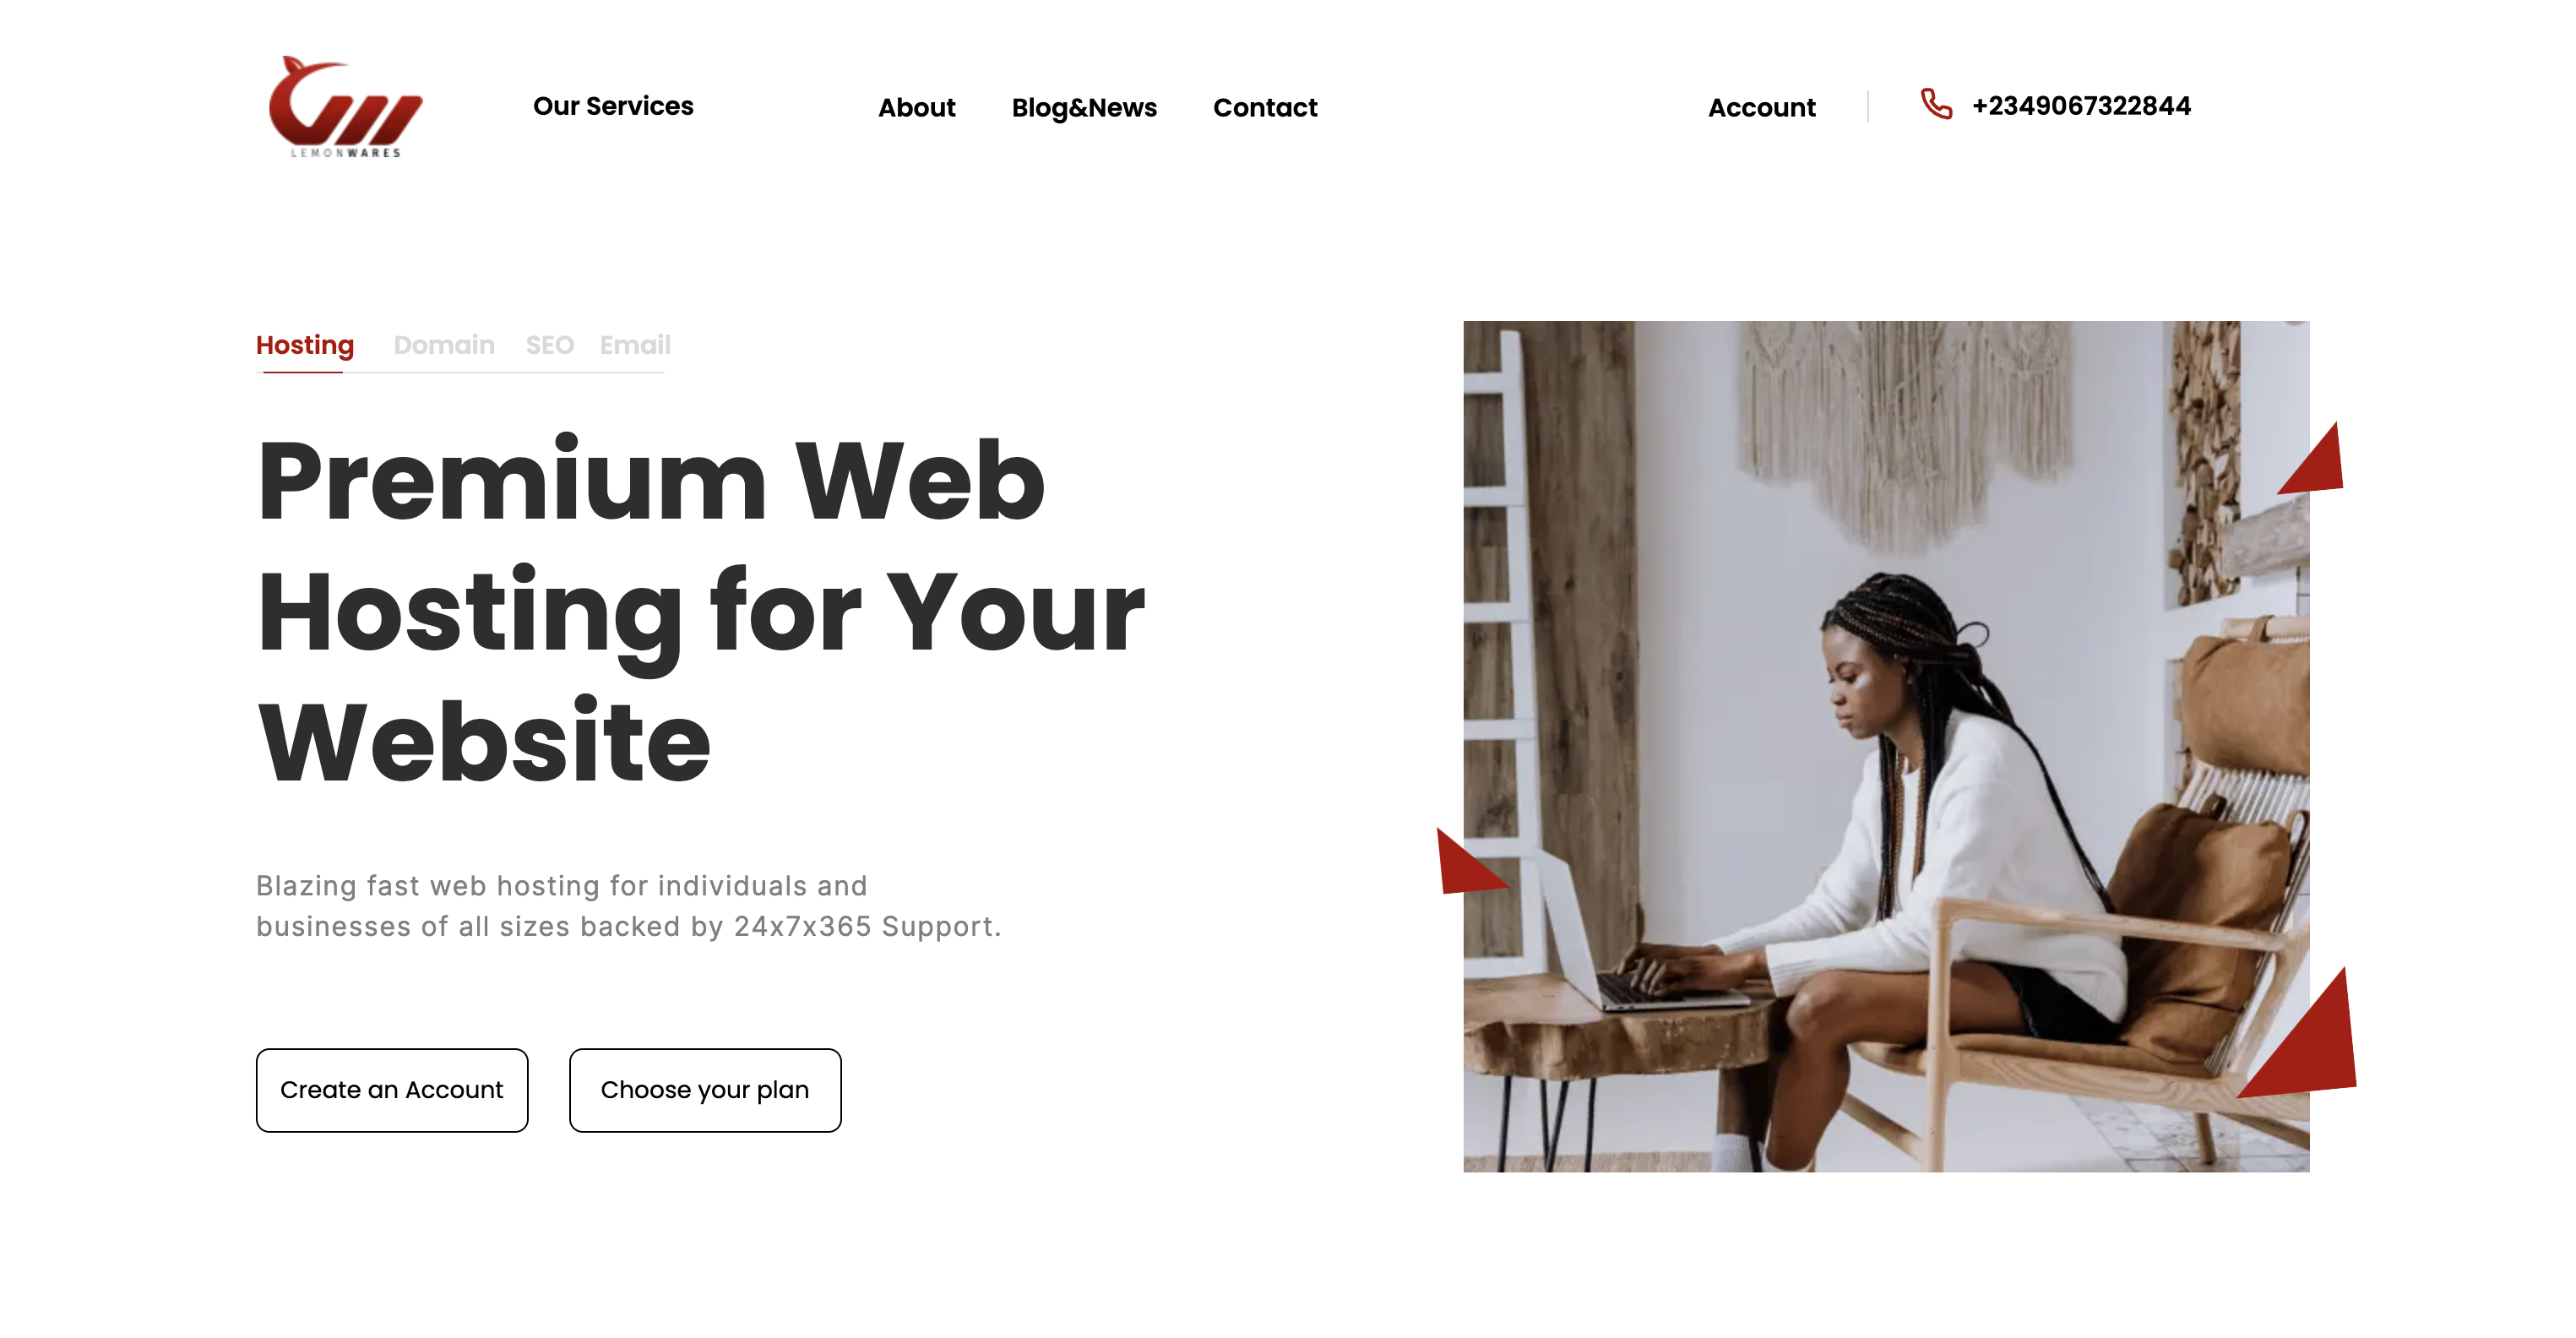 LEMONWARES
Our Services
About
Blog&News
Contact
Account
+2349067322844
Hosting
Domain
SEO
Email
Premium Web
Hosting for Your
Website
Blazing fast web hosting for individuals and
businesses of all sizes backed by 24x7x365 Support.
Create an Account
Choose your plan